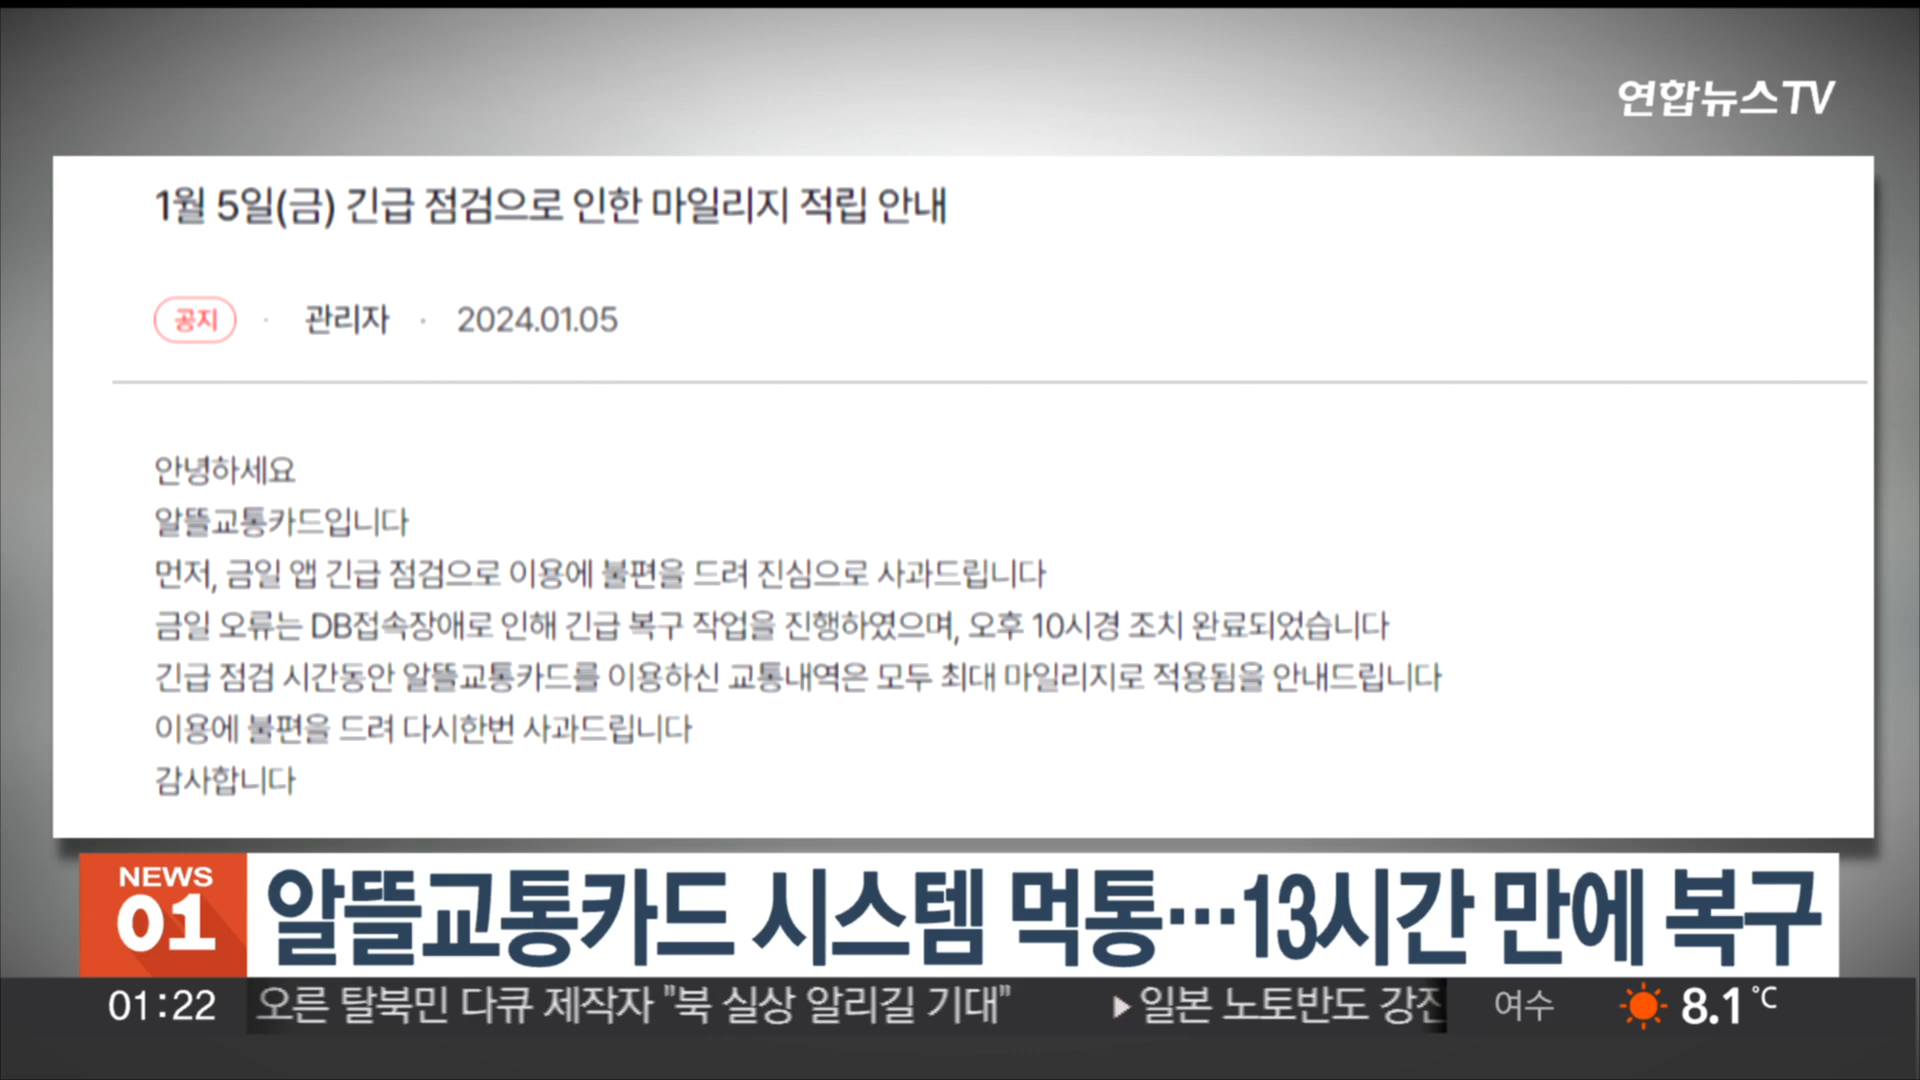 연합뉴스TV
1월 5일(금) 긴급 점검으로 인한 마일리지 적립 안내
공지 · 관리자 · 2024.01.05
안녕하세요
알뜰교통카드입니다
먼저, 금일 앱 긴급 점검으로 이용에 불편을 드려 진심으로 사과드립니다
금일 오류는 DB접속장애로 인해 긴급 복구 작업을 진행하였으며, 오후 10시경 조치 완료되었습니다
긴급 점검 시간동안 알뜰교통카드를 이용하신 교통내역은 모두 최대 마일리지로 적용됨을 안내드립니다
이용에 불편을 드려 다시한번 사과드립니다
감사합니다
NEWS
01
알뜰교통카드 시스템 먹통…13시간 만에 복구
01:22 오른 탈북민 다큐 제작자 "북 실상 알리길 기대" ▶일본 노토반도 강진 여수 8.1℃